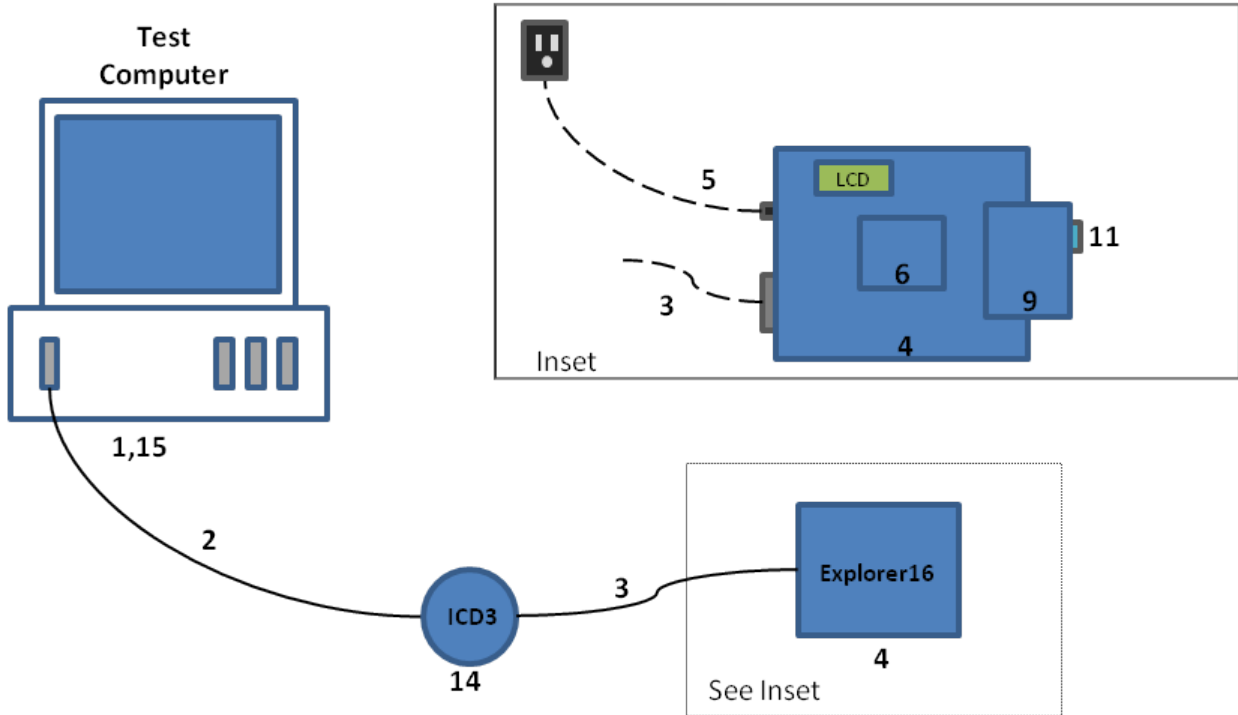 Test
Computer
LCD
5
11
6
3
9
4
Inset
1,15
2
Explorer16
3
ICD3
4
14
See Inset